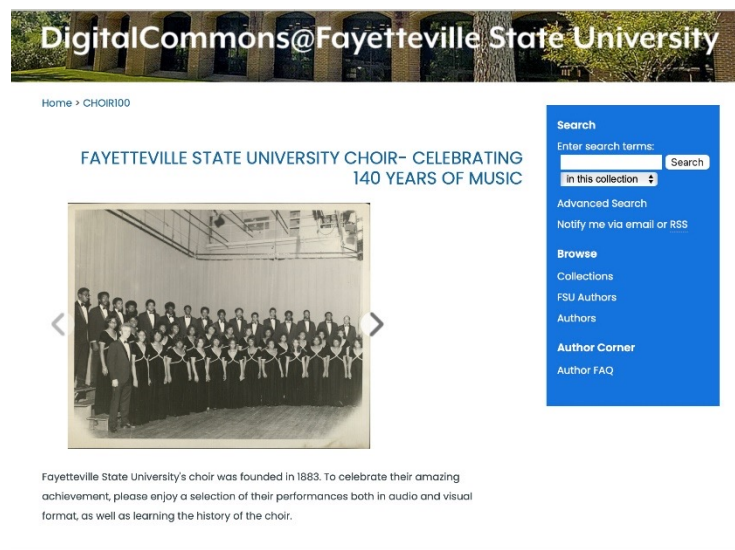 DigitalCommons@Fayetteville State University
Home > CHOIR100
FAYETTEVILLE STATE UNIVERSITY CHOIR- CELEBRATING
140 YEARS OF MUSIC
Fayetteville State University's choir was founded in 1883. To celebrate their amazing
achievement, please enjoy a selection of their performances both in audio and visual
format, as well as learning the history of the choir.
Search
Enter search terms:
Search
in this collection
Advanced Search
Notify me via email or RSS
Browse
Collections
FSU Authors
Authors
Author Corner
Author FAQ